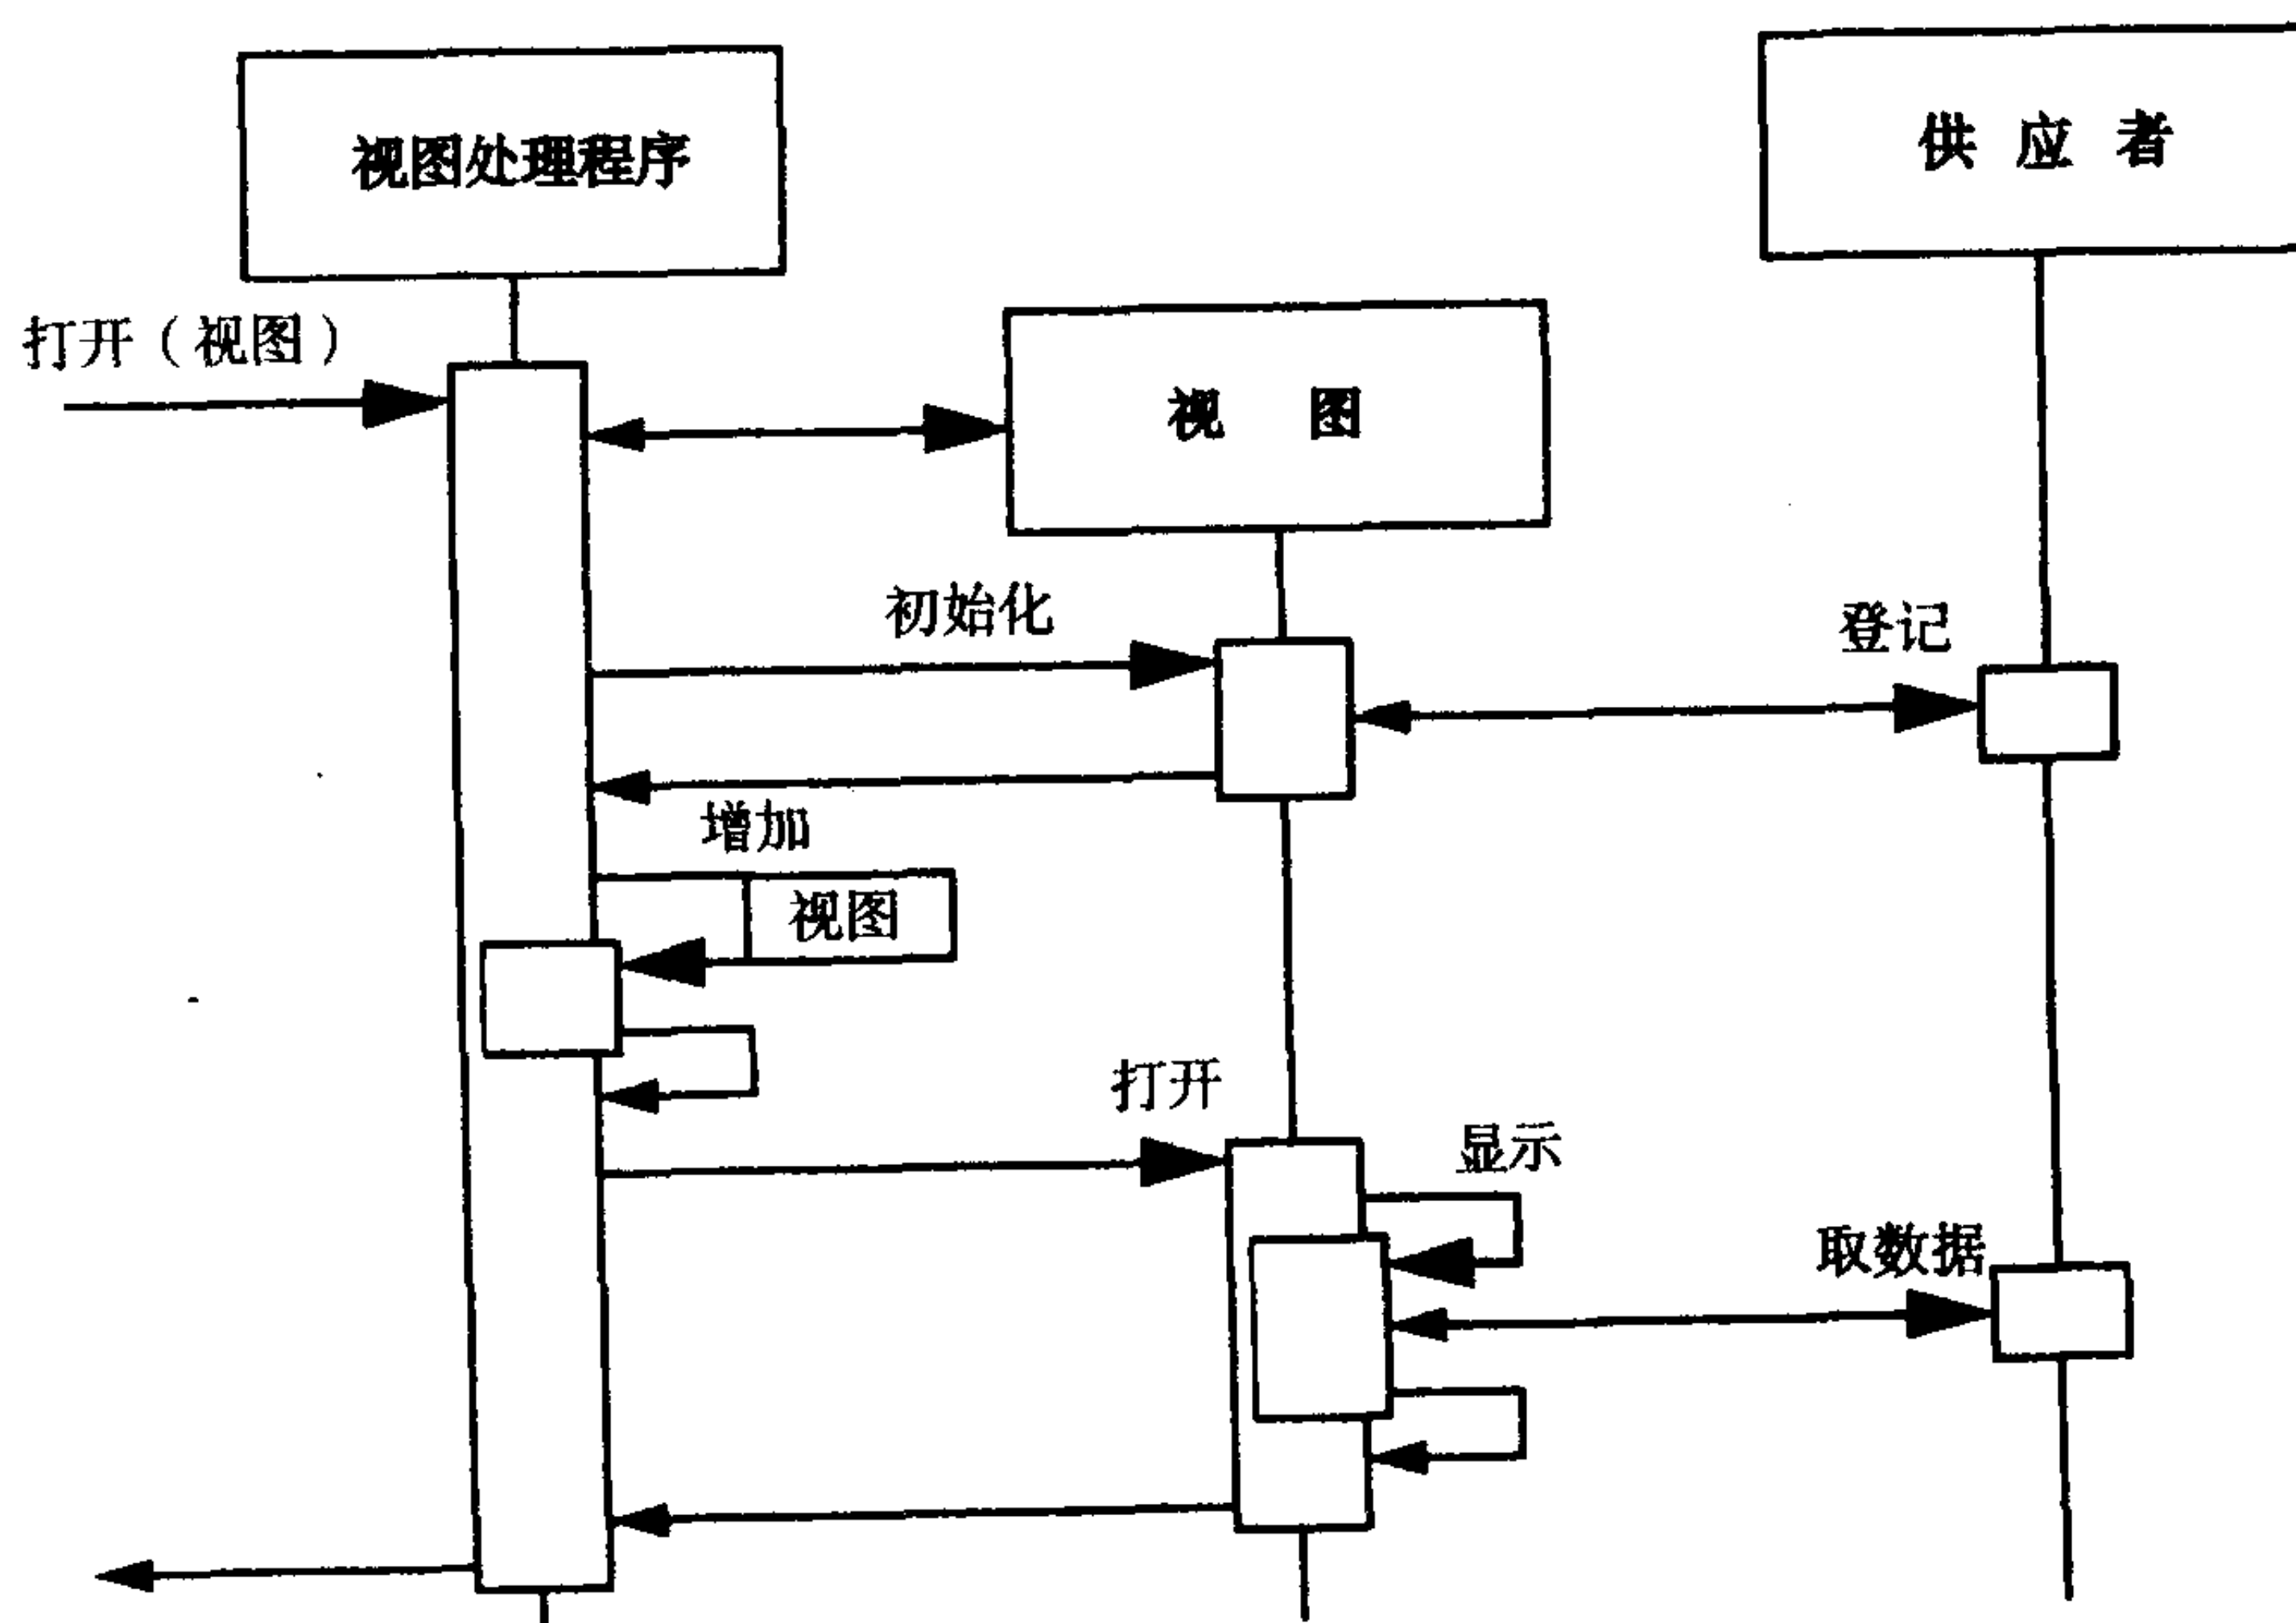 视图处理程序
供应者
打开（视图）
视图
初始化
登记
增加
视图
打开
显示
取数据